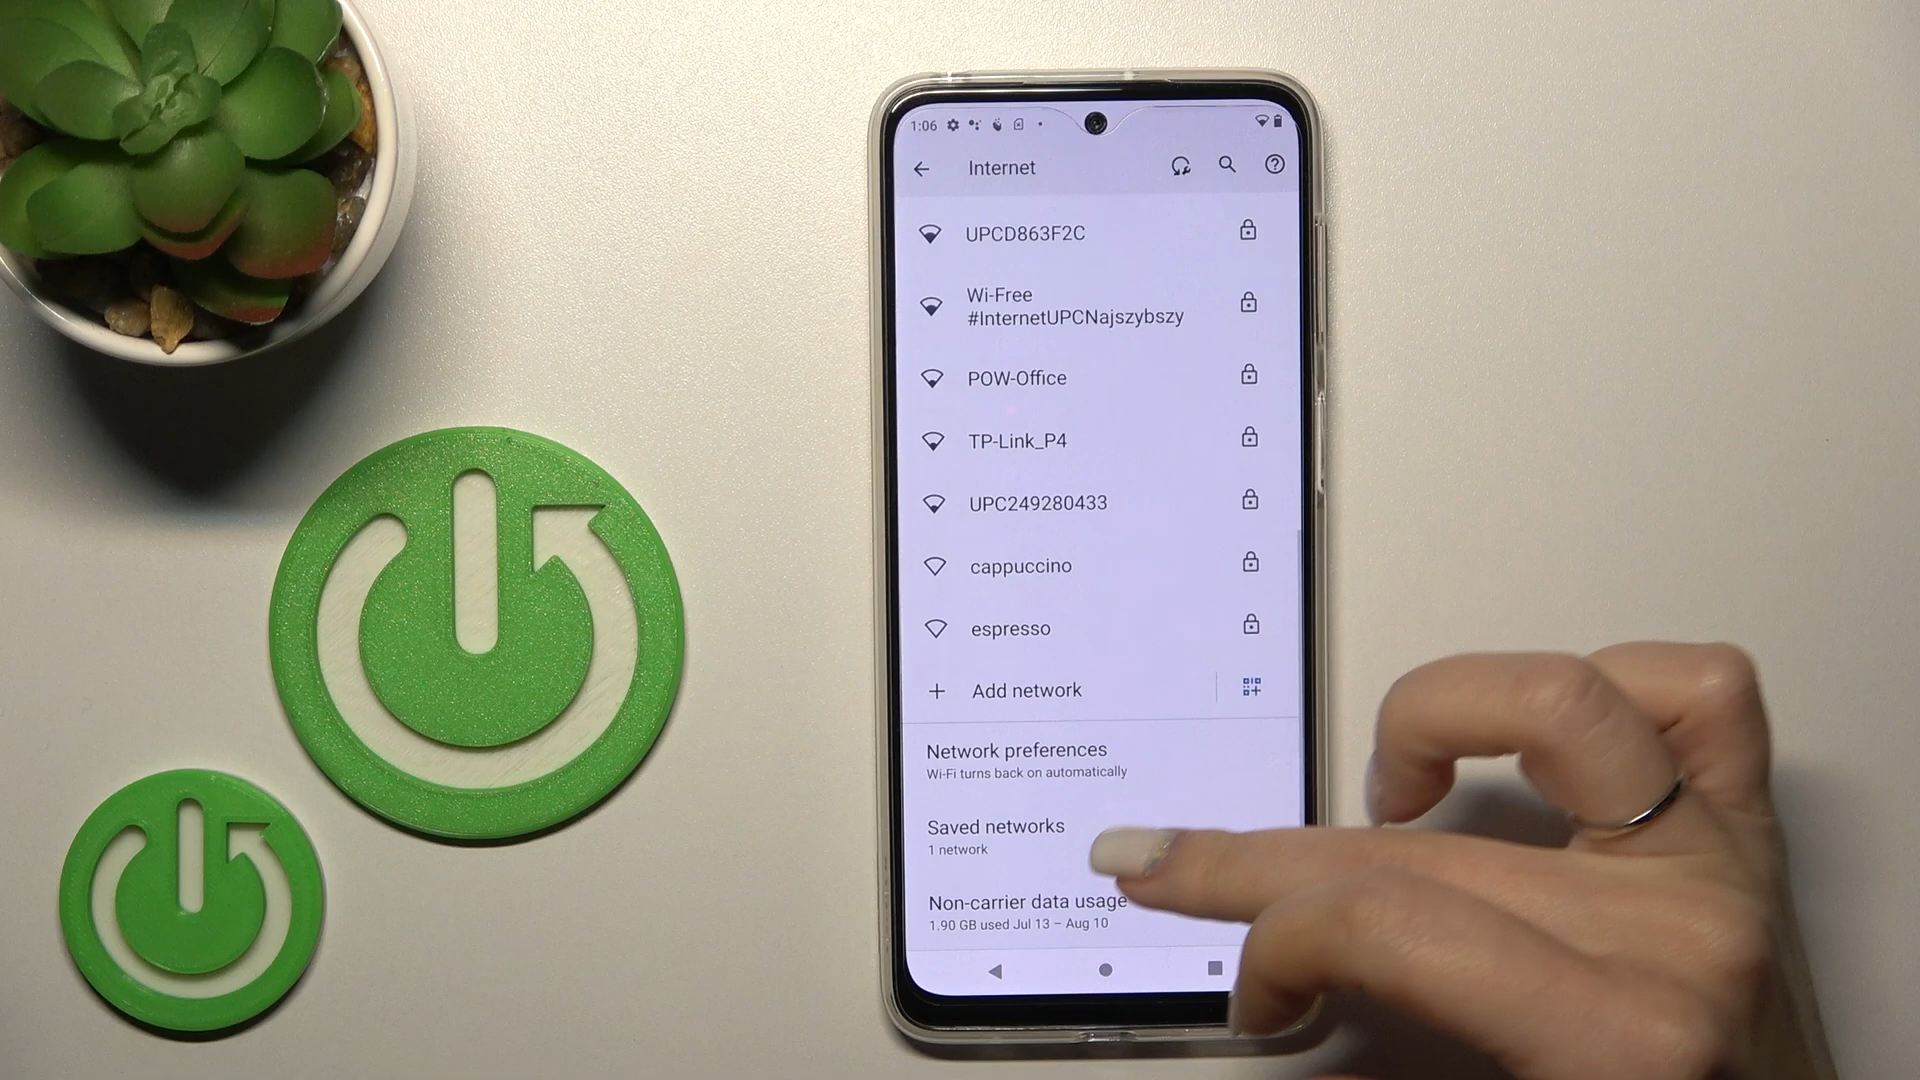 1:06
Internet
UPCD863F2C
Wi-Free
#InternetUPCNajszybszy
POW-Office
TP-Link_P4
UPC249280433
cappuccino
espresso
Add network
Network preferences
Wi-Fi turns back on automatically
Saved networks
1 network
Non-carrier data usage
1.90 GB used Jul 13 – Aug 10